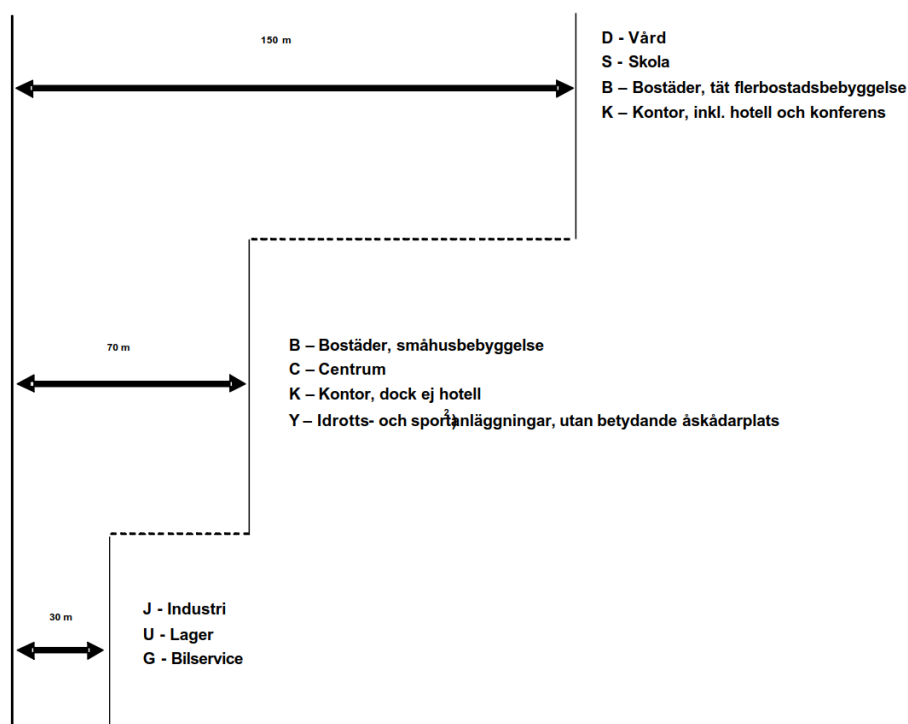 150 m
D - Vård
S - Skola
B – Bostäder, tät flerbostadsbebyggelse
K – Kontor, inkl. hotell och konferens
70 m
B – Bostäder, småhusbebyggelse
C – Centrum
K – Kontor, dock ej hotell
Y – Idrotts- och sportanläggningar, utan betydande åskådarplats 2)
30 m
J - Industri
U - Lager
G - Bilservice